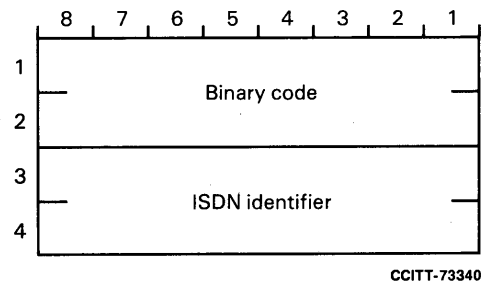 8 7 6 5 4 3 2 1
1
Binary code
2
3
ISDN identifier
4
CCITT-73340